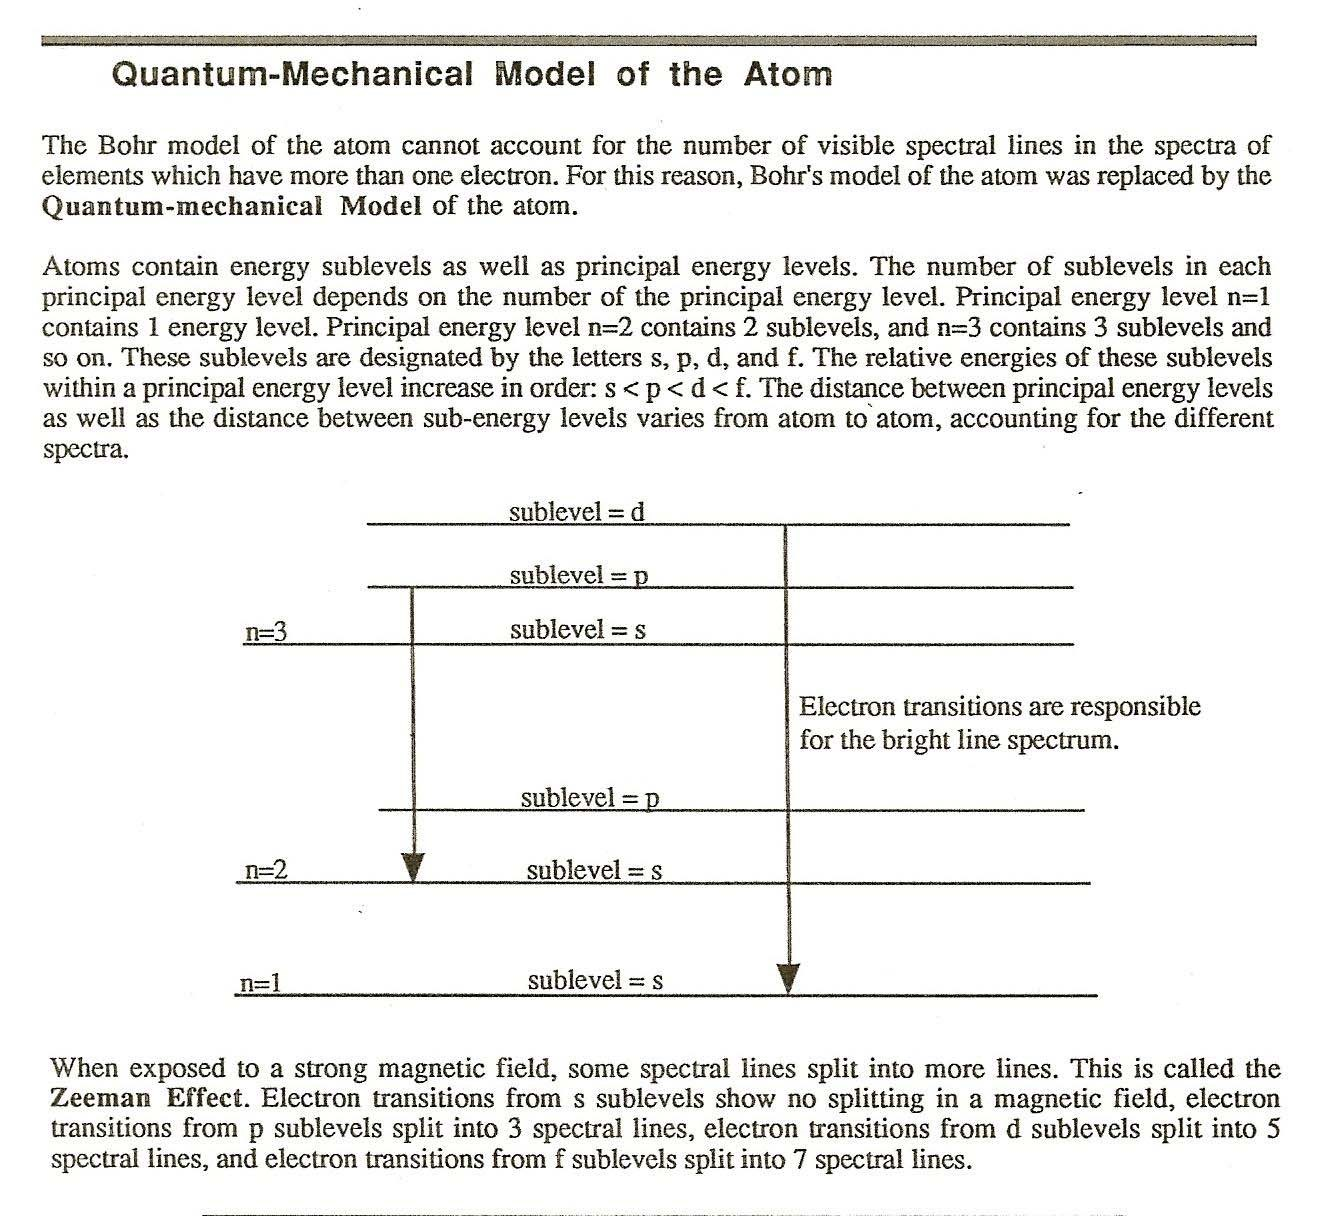 Quantum-Mechanical Model of the Atom
The Bohr model of the atom cannot account for the number of visible spectral lines in the spectra of
elements which have more than one electron. For this reason, Bohr's model of the atom was replaced by the
Quantum-mechanical Model of the atom.
Atoms contain energy sublevels as well as principal energy levels. The number of sublevels in each
principal energy level depends on the number of the principal energy level. Principal energy level n=1
contains 1 energy level. Principal energy level n=2 contains 2 sublevels, and n=3 contains 3 sublevels and
so on. These sublevels are designated by the letters s, p, d, and f. The relative energies of these sublevels
within a principal energy level increase in order: s < p < d < f. The distance between principal energy levels
as well as the distance between sub-energy levels varies from atom to atom, accounting for the different
spectra.
sublevel = d
sublevel = p
n=3 sublevel = s
Electron transitions are responsible
for the bright line spectrum.
sublevel = p
n=2 sublevel = s
n=1 sublevel = s
When exposed to a strong magnetic field, some spectral lines split into more lines. This is called the
Zeeman Effect. Electron transitions from s sublevels show no splitting in a magnetic field, electron
transitions from p sublevels split into 3 spectral lines, electron transitions from d sublevels split into 5
spectral lines, and electron transitions from f sublevels split into 7 spectral lines.